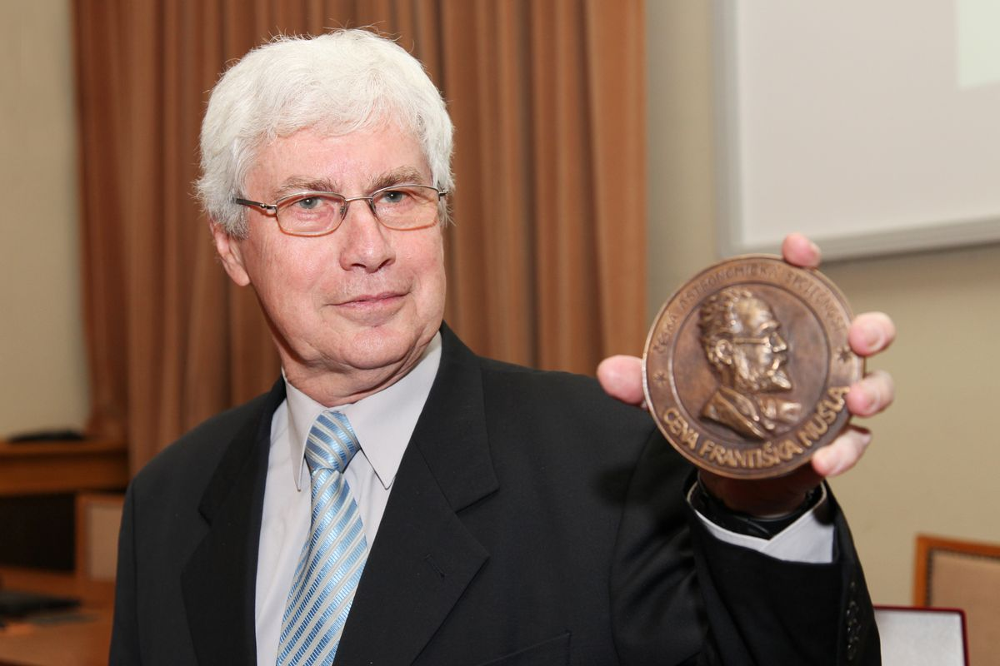 ČESKÁ ASTRONOMICKÁ SPOLEČNOST
CENA FRANTIŠKA NUŠLA